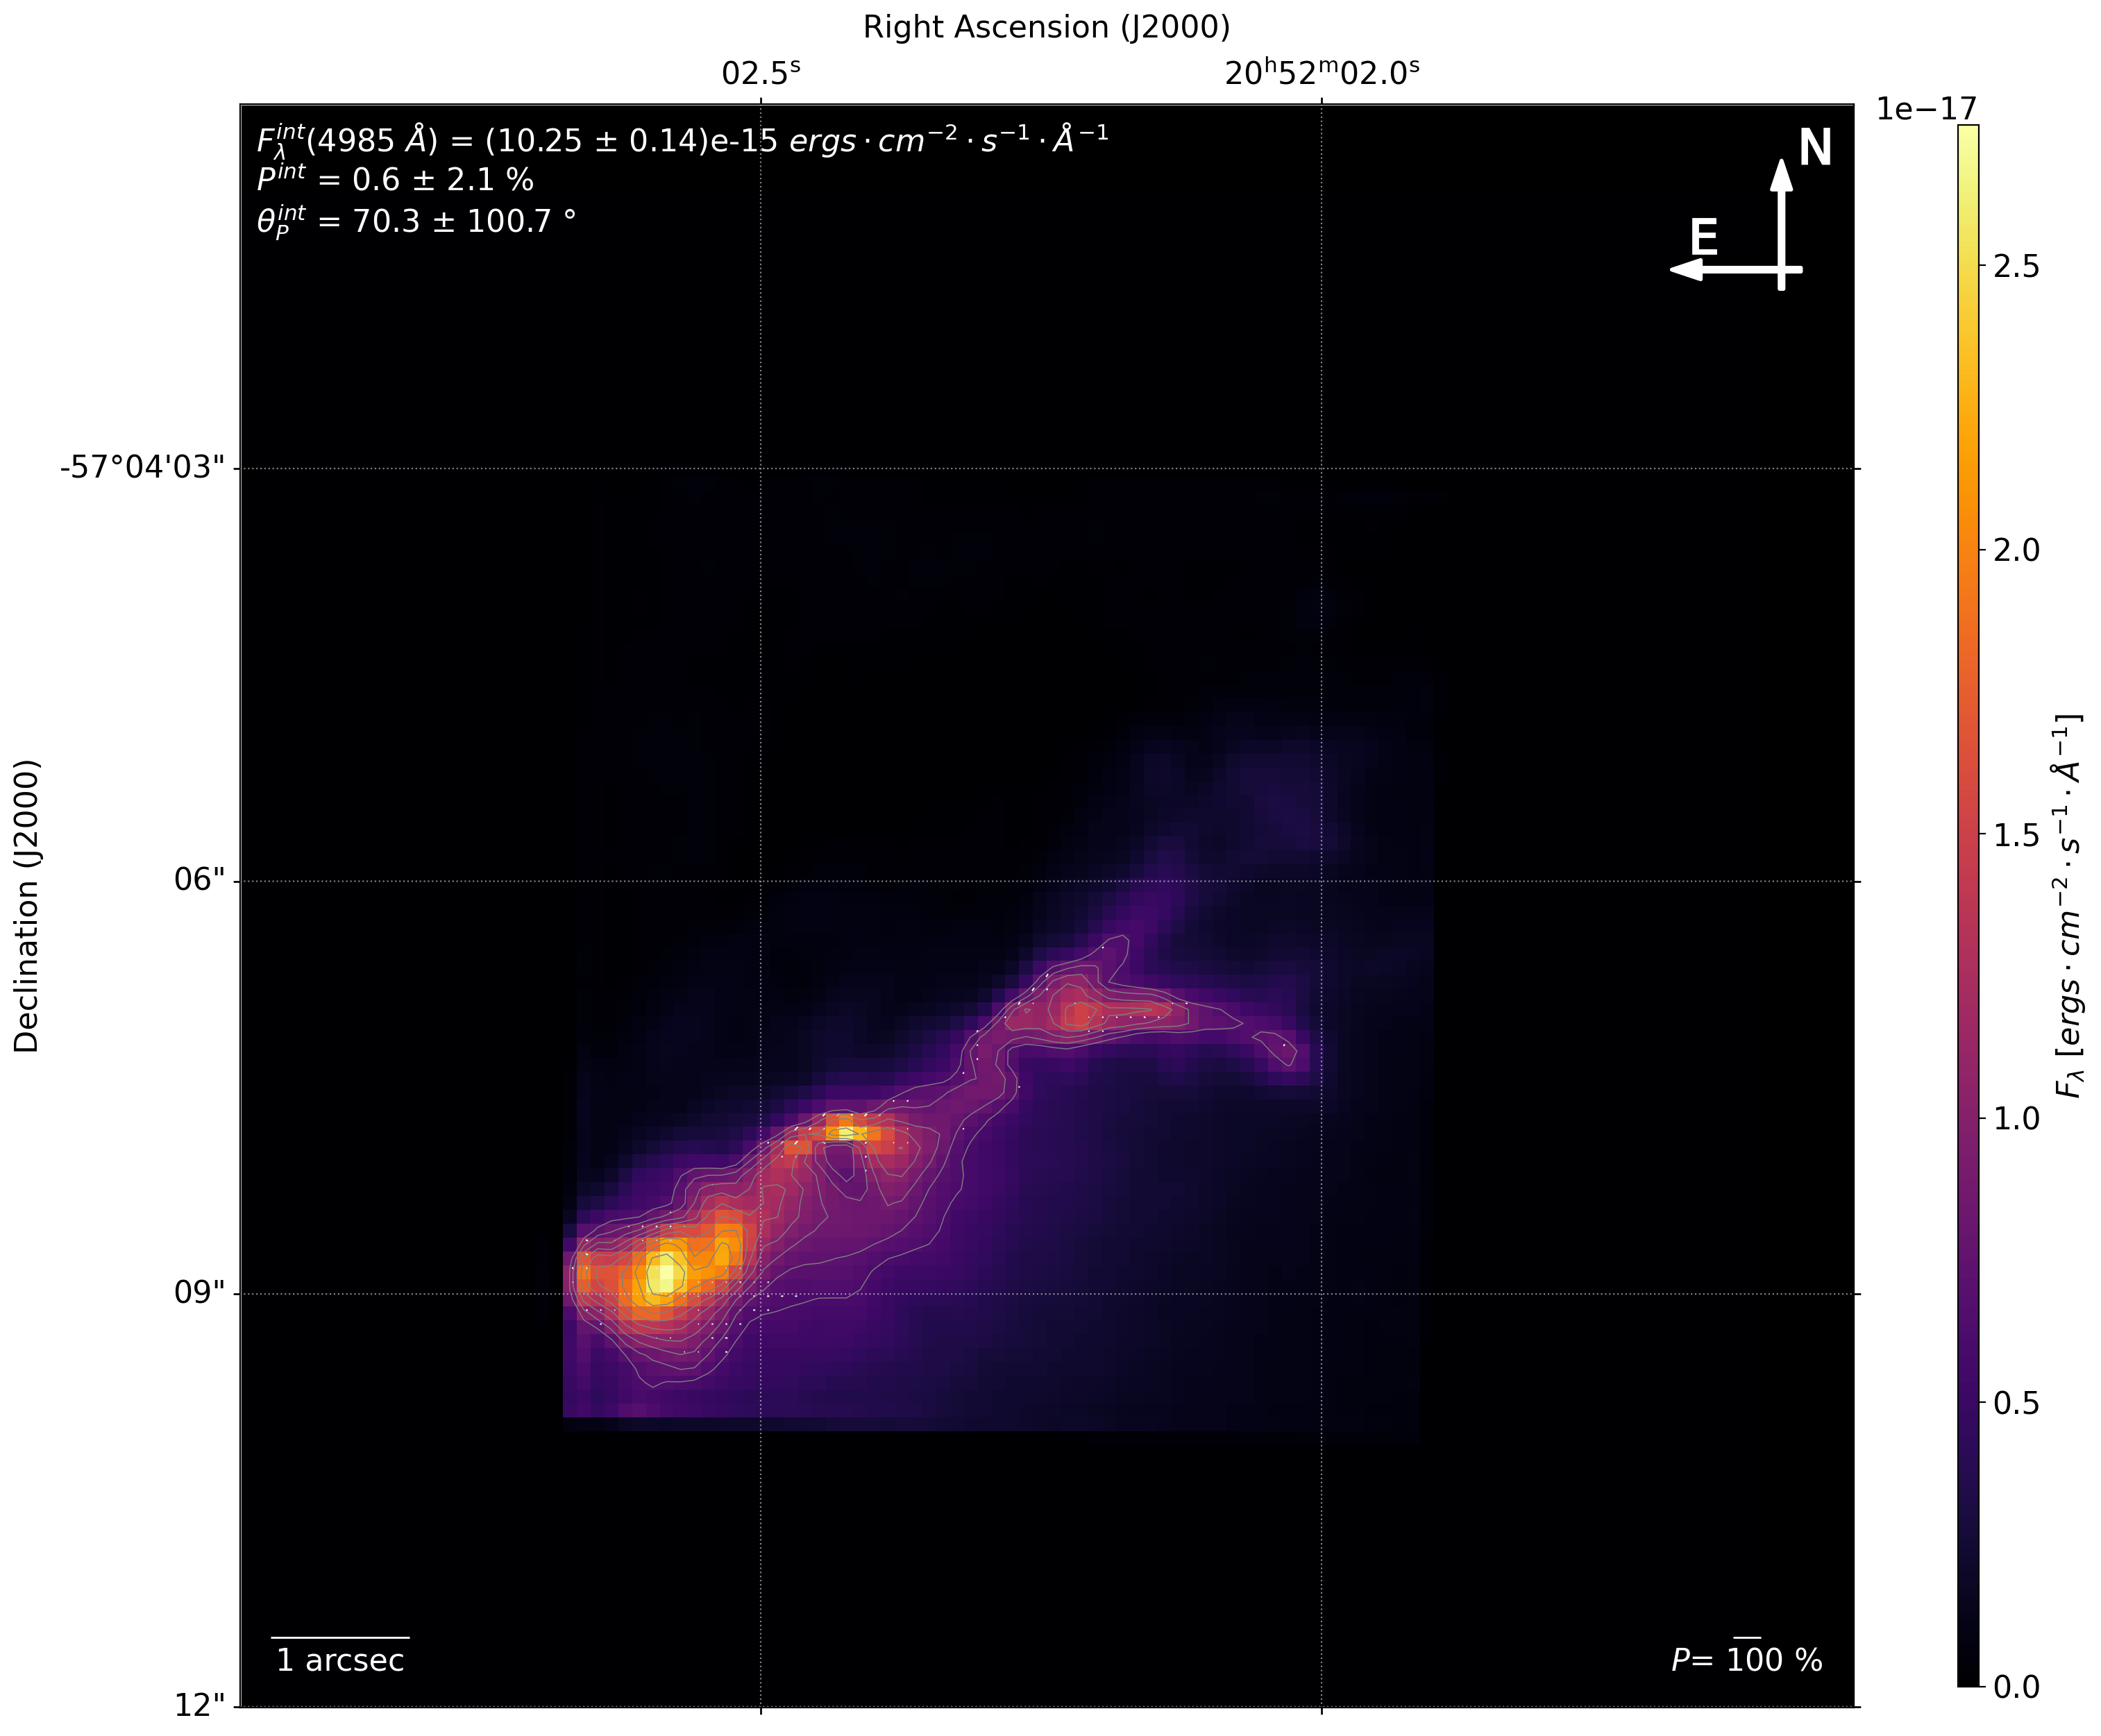 Right Ascension (J2000)
02.5ˢ 20ʰ52ᵐ02.0ˢ
1e−17
F_λ^int(4985 Å) = (10.25 ± 0.14)e-15 ergs · cm⁻² · s⁻¹ · Å⁻¹
P^int = 0.6 ± 2.1 %
θ_P^int = 70.3 ± 100.7 °
N
E
-57°04'03"
06"
09"
12"
Declination (J2000)
1 arcsec
P= 100 %
2.5
2.0
1.5
1.0
0.5
0.0
F_λ [ergs · cm⁻² · s⁻¹ · Å⁻¹]